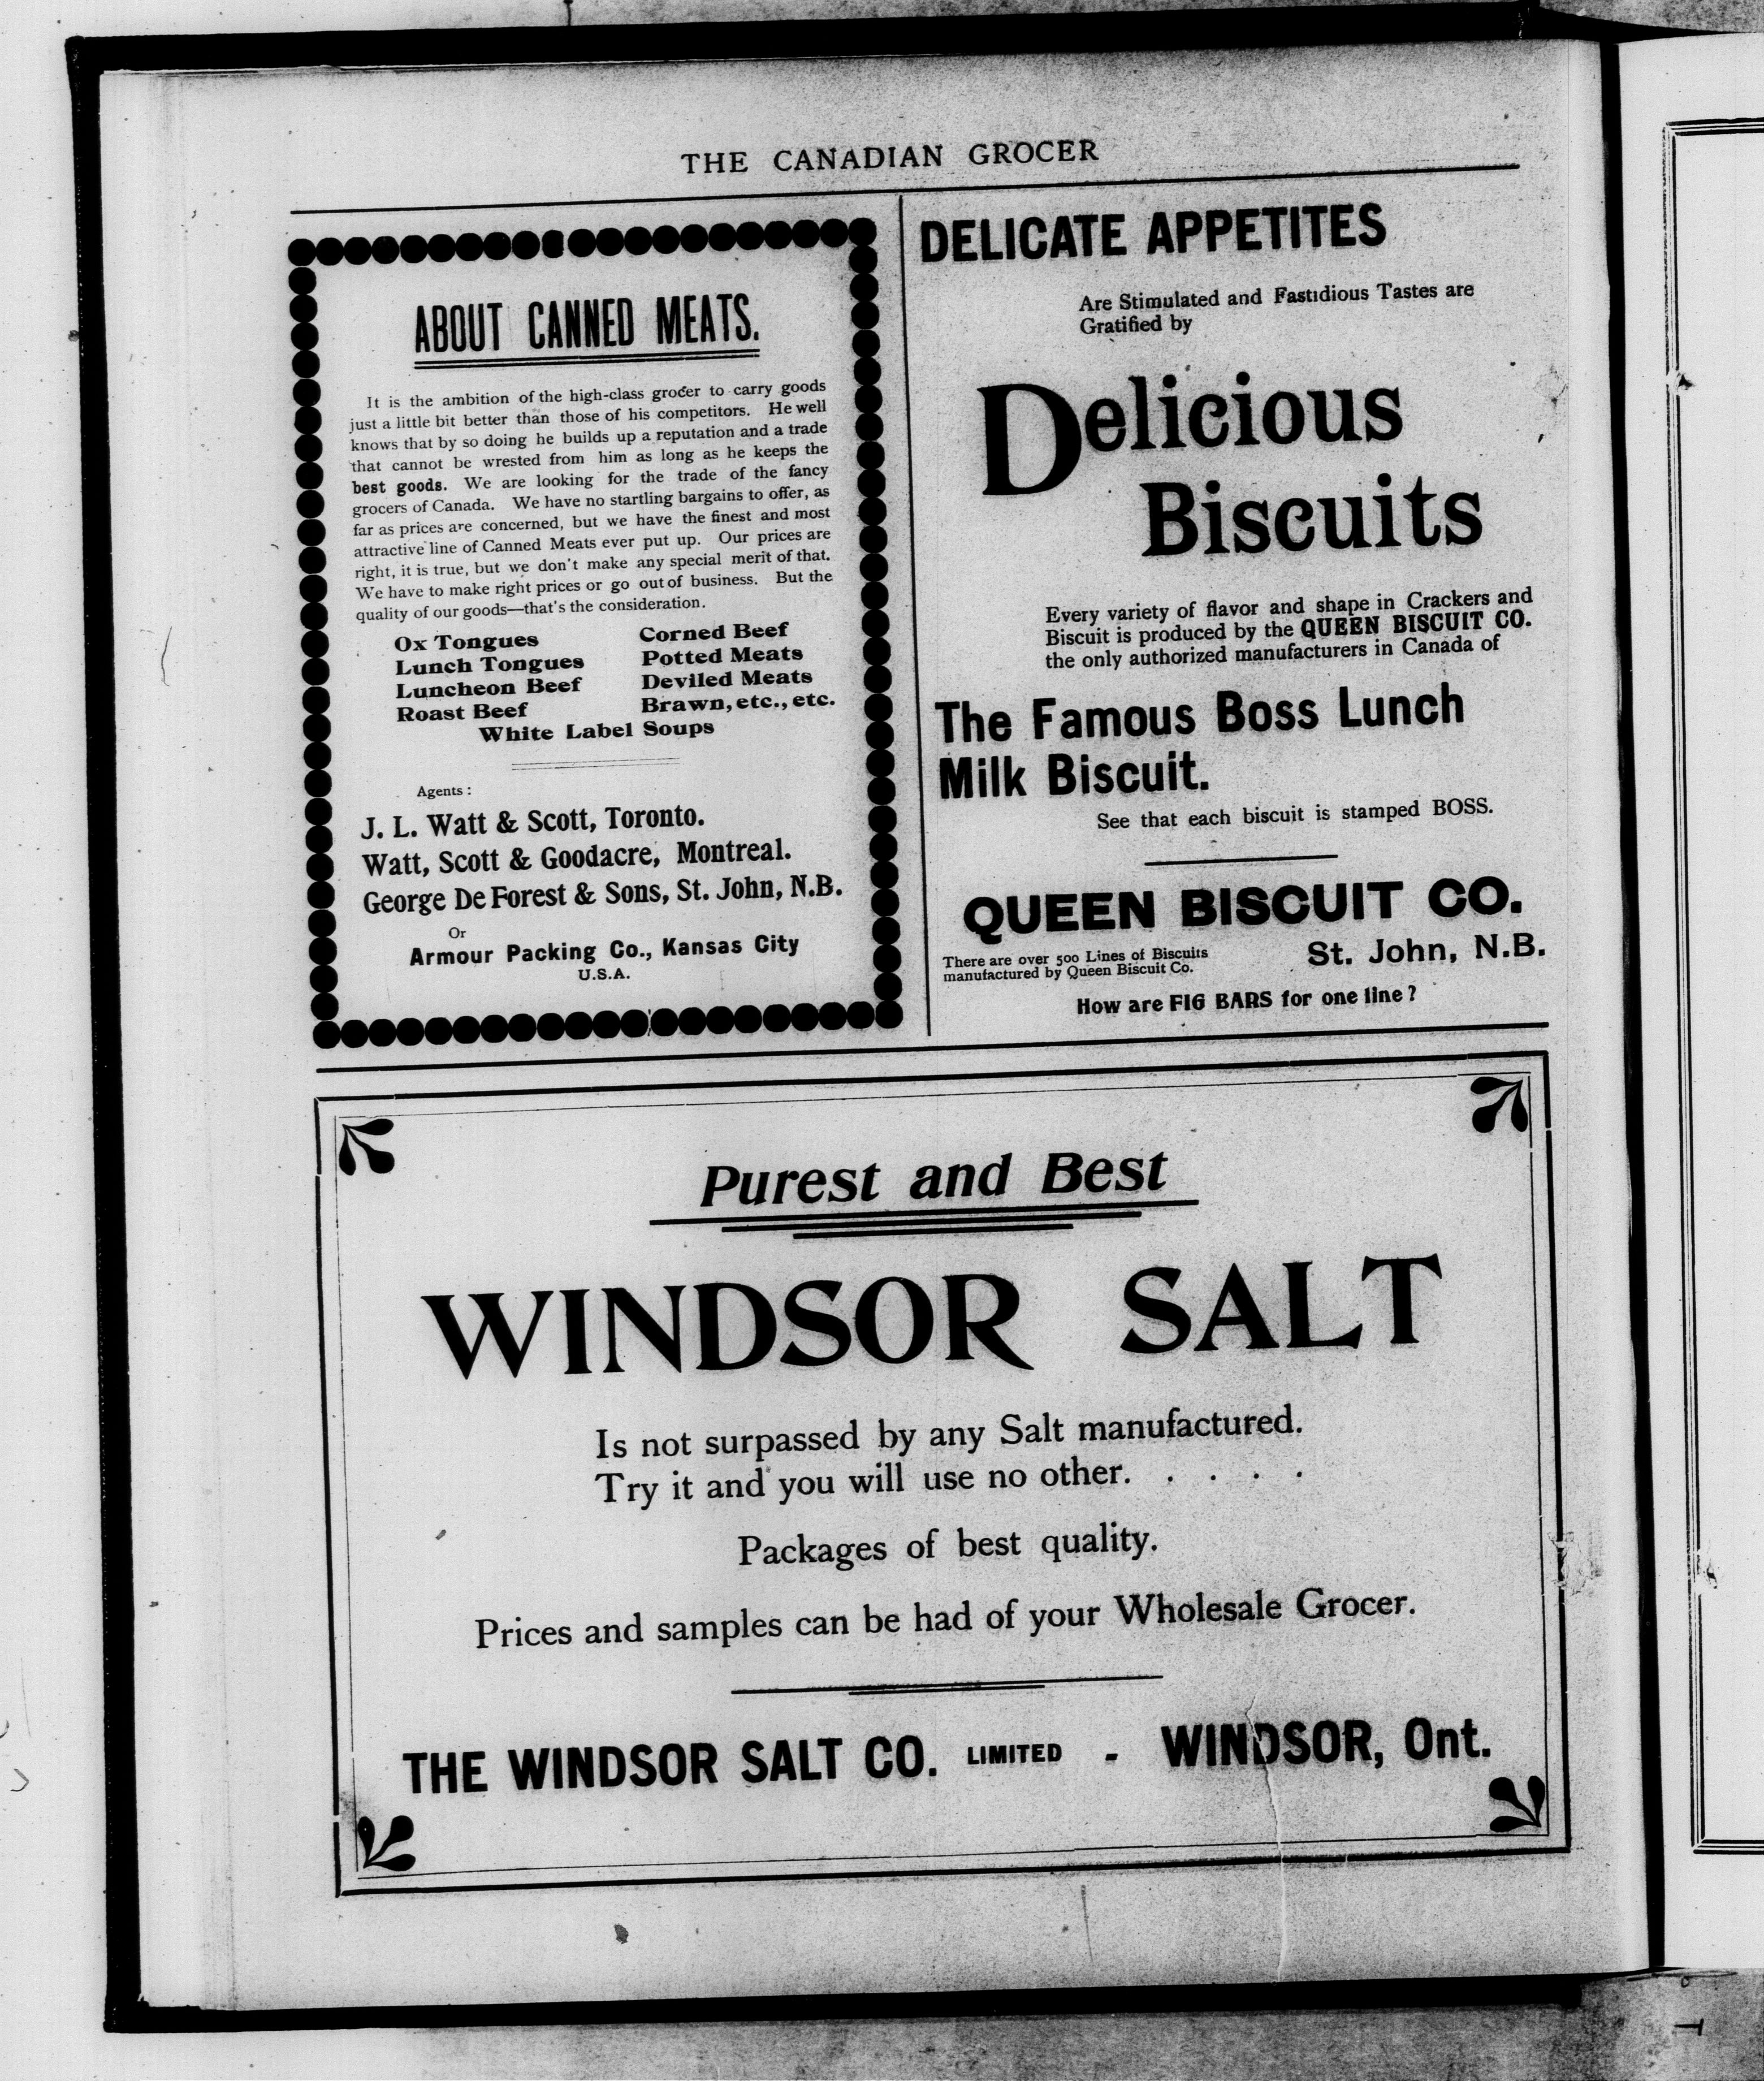 THE CANADIAN GROCER
ABOUT CANNED MEATS.
It is the ambition of the high-class grocer to carry goods
just a little bit better than those of his competitors. He well
knows that by so doing he builds up a reputation and a trade
that cannot be wrested from him as long as he keeps the
best goods. We are looking for the trade of the fancy
grocers of Canada. We have no startling bargains to offer, as
far as prices are concerned, but we have the finest and most
attractive line of Canned Meats ever put up. Our prices are
right, it is true, but we don't make any special merit of that.
We have to make right prices or go out of business. But the
quality of our goods—that's the consideration.
Ox Tongues
Lunch Tongues
Luncheon Beef
Roast Beef
Corned Beef
Potted Meats
Deviled Meats
Brawn, etc., etc.
White Label Soups
Agents:
J. L. Watt & Scott, Toronto.
Watt, Scott & Goodacre, Montreal.
George De Forest & Sons, St. John, N.B.
Or
Armour Packing Co., Kansas City
U.S.A.
DELICATE APPETITES
Are Stimulated and Fastidious Tastes are
Gratified by
Delicious
Biscuits
Every variety of flavor and shape in Crackers and
Biscuit is produced by the QUEEN BISCUIT CO.
the only authorized manufacturers in Canada of
The Famous Boss Lunch
Milk Biscuit.
See that each biscuit is stamped BOSS.
QUEEN BISCUIT CO.
There are over 500 Lines of Biscuits
manufactured by Queen Biscuit Co.
St. John, N.B.
How are FIG BARS for one line?
Purest and Best
WINDSOR SALT
Is not surpassed by any Salt manufactured.
Try it and you will use no other. . . . .
Packages of best quality.
Prices and samples can be had of your Wholesale Grocer.
THE WINDSOR SALT CO. LIMITED - WINDSOR, Ont.